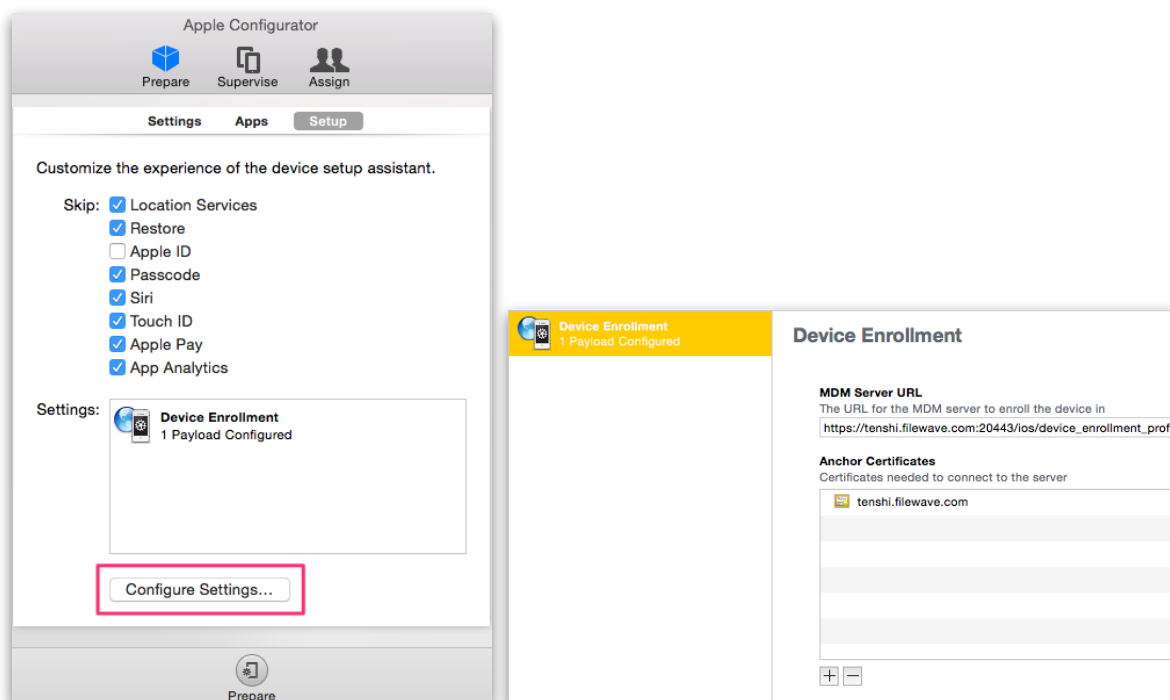 Apple Configurator
Prepare Supervise Assign
Settings Apps Setup
Customize the experience of the device setup assistant.
Skip: Location Services
Restore
Apple ID
Passcode
Siri
Touch ID
Apple Pay
App Analytics
Settings: Device Enrollment
1 Payload Configured
Configure Settings...
Prepare
Device Enrollment
1 Payload Configured
Device Enrollment
MDM Server URL
The URL for the MDM server to enroll the device in
https://tenshi.filewave.com:20443/ios/device_enrollment_prof
Anchor Certificates
Certificates needed to connect to the server
tenshi.filewave.com